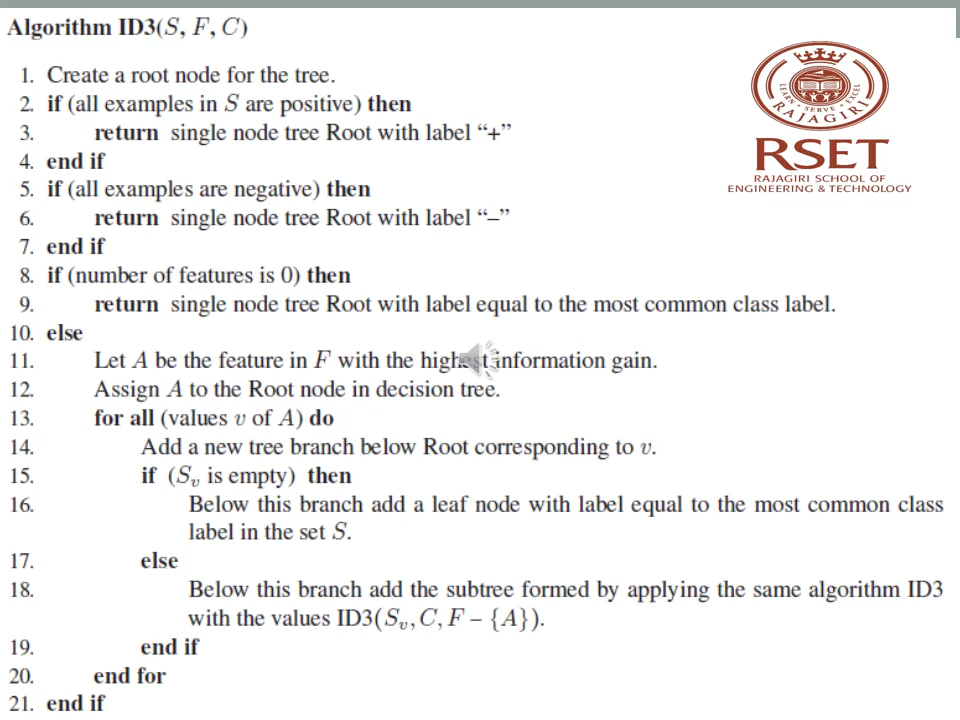 Algorithm ID3(S, F, C)
1. Create a root node for the tree.
2. if (all examples in S are positive) then
3. return single node tree Root with label “+”
4. end if
5. if (all examples are negative) then
6. return single node tree Root with label “–”
7. end if
8. if (number of features is 0) then
9. return single node tree Root with label equal to the most common class label.
10. else
11. Let A be the feature in F with the highest information gain.
12. Assign A to the Root node in decision tree.
13. for all (values v of A) do
14. Add a new tree branch below Root corresponding to v.
15. if (Sv is empty) then
16. Below this branch add a leaf node with label equal to the most common class
label in the set S.
17. else
18. Below this branch add the subtree formed by applying the same algorithm ID3
with the values ID3(Sv, C, F – {A}).
19. end if
20. end for
21. end if
LEARN • SERVE • EXCEL
RAJAGIRI
RSET
RAJAGIRI SCHOOL OF
ENGINEERING & TECHNOLOGY